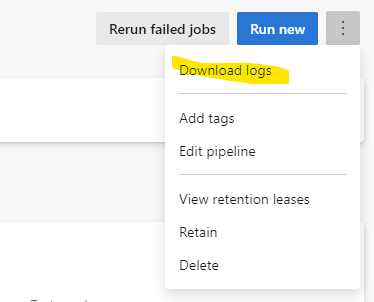 Rerun failed jobs
Run new
Download logs
Add tags
Edit pipeline
View retention leases
Retain
Delete